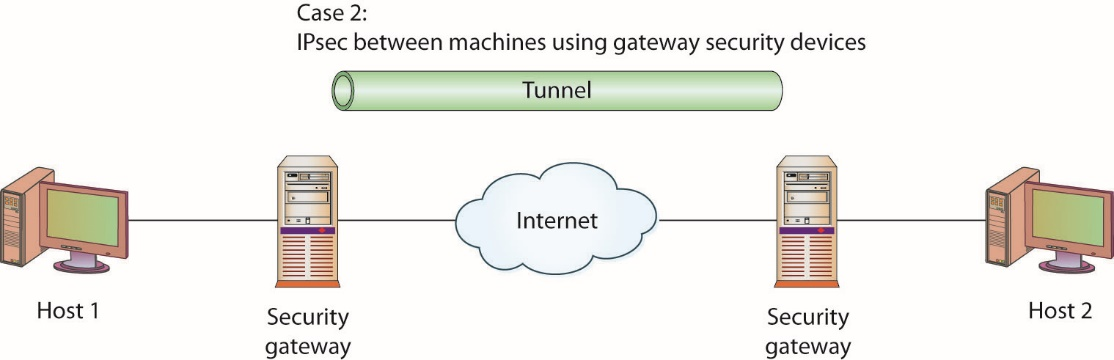 Case 2:
IPsec between machines using gateway security devices
Tunnel
Internet
Host 1
Security
gateway
Security
gateway
Host 2